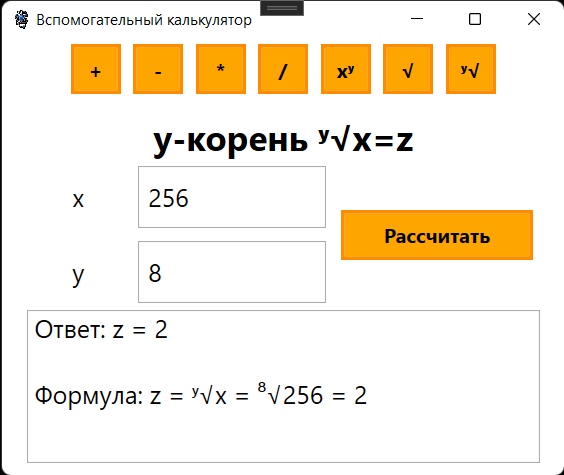 Вспомогательный калькулятор
+ - * / xʸ √ ʸ√
y-корень ʸ√x=z
x 256
Рассчитать
y 8
Ответ: z = 2
Формула: z = ʸ√x = ⁸√256 = 2